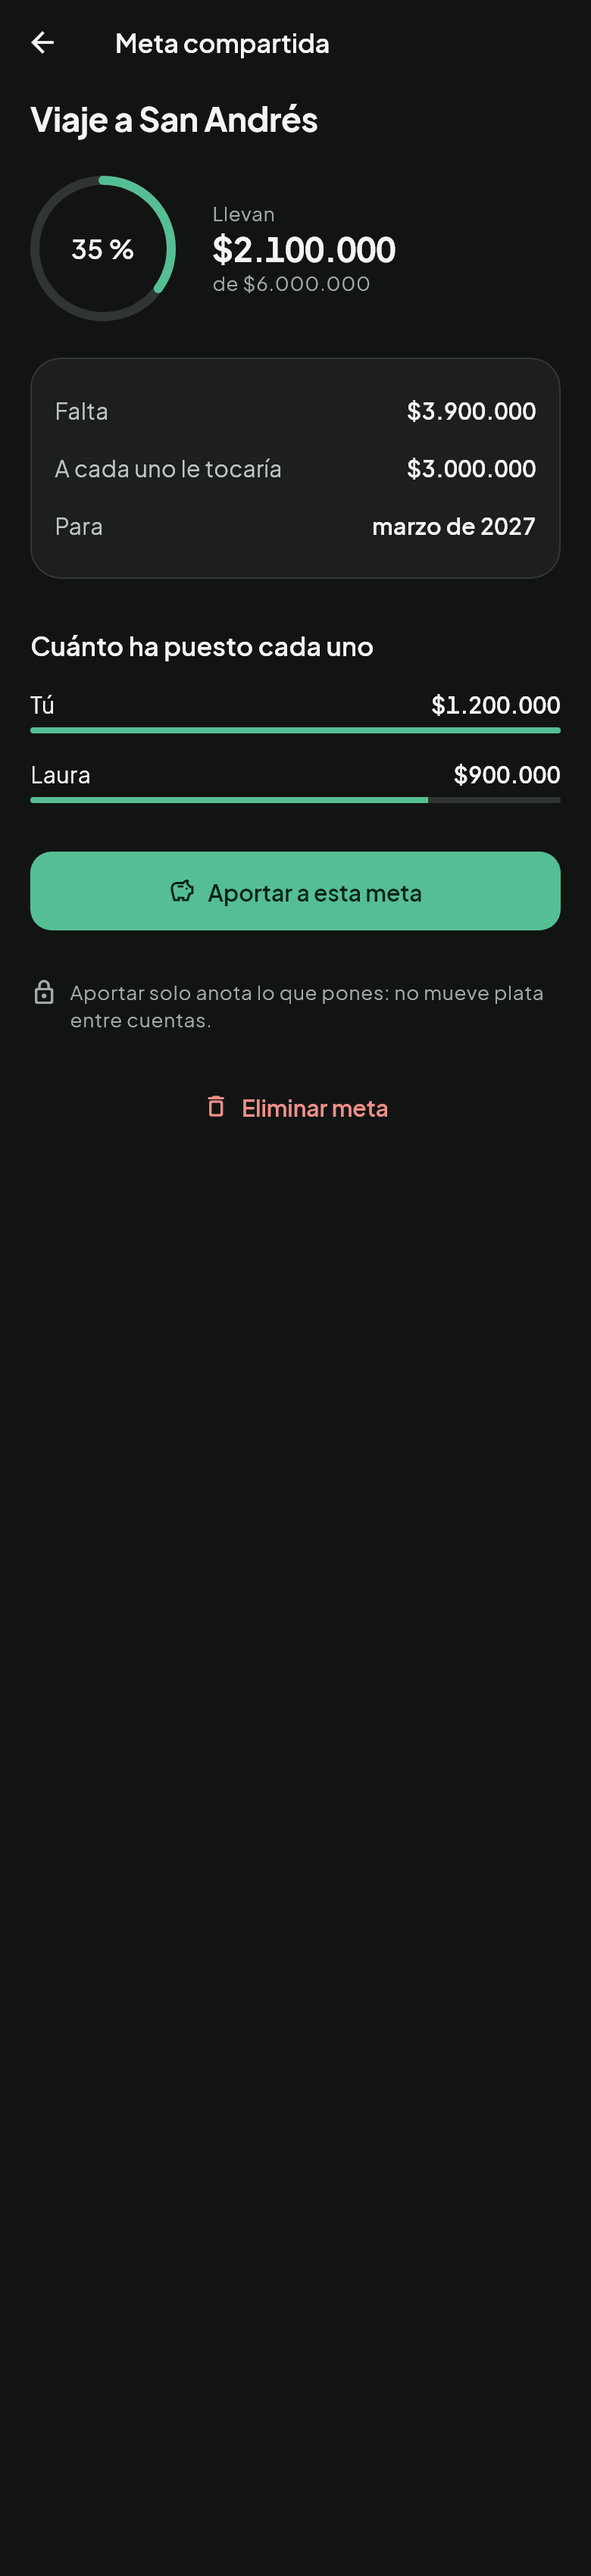 Meta compartida
Viaje a San Andrés
35 %
Llevan
$2.100.000
de $6.000.000
Falta $3.900.000
A cada uno le tocaría $3.000.000
Para marzo de 2027
Cuánto ha puesto cada uno
Tú $1.200.000
Laura $900.000
Aportar a esta meta
Aportar solo anota lo que pones: no mueve plata
entre cuentas.
Eliminar meta